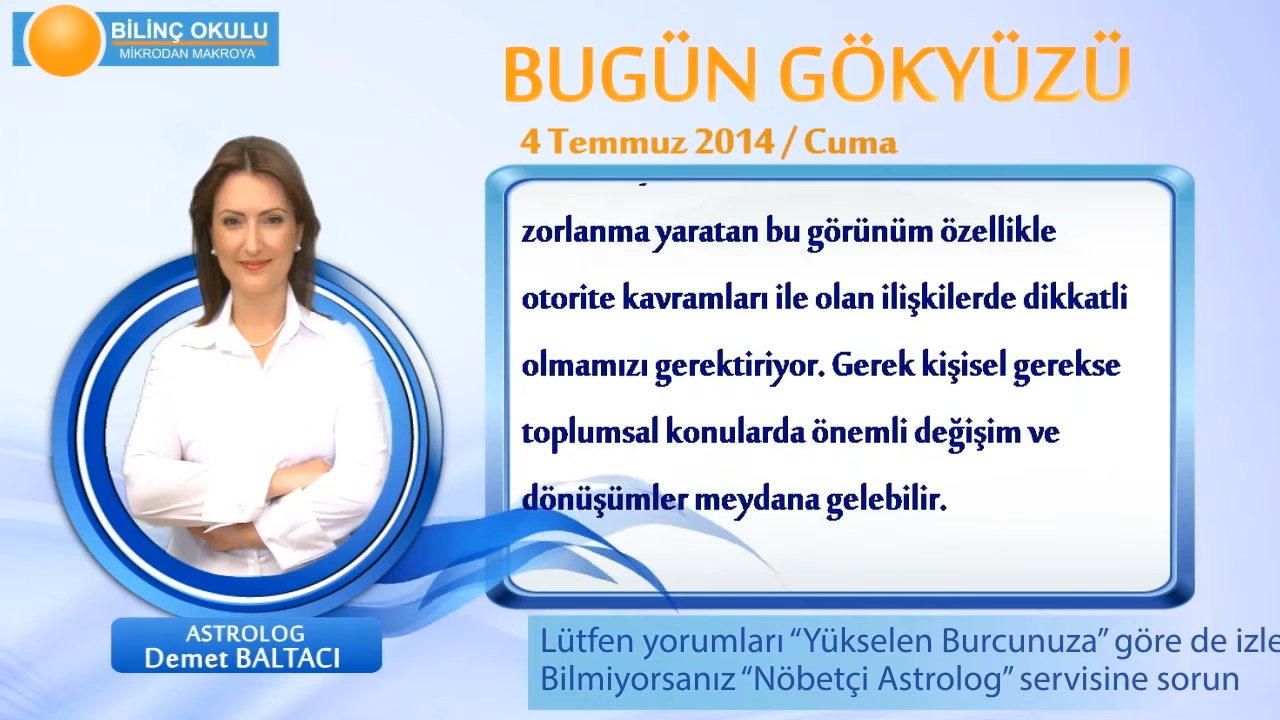 BİLİNÇ OKULU
MİKRODAN MAKROYA
BUGÜN GÖKYÜZÜ
4 Temmuz 2014 / Cuma
zorlanma yaratan bu görünüm özellikle
otorite kavramları ile olan ilişkilerde dikkatli
olmamızı gerektiriyor. Gerek kişisel gerekse
toplumsal konularda önemli değişim ve
dönüşümler meydana gelebilir.
ASTROLOG
Demet BALTACI
Lütfen yorumları “Yükselen Burcunuza” göre de izle
Bilmiyorsanız “Nöbetçi Astrolog” servisine sorun